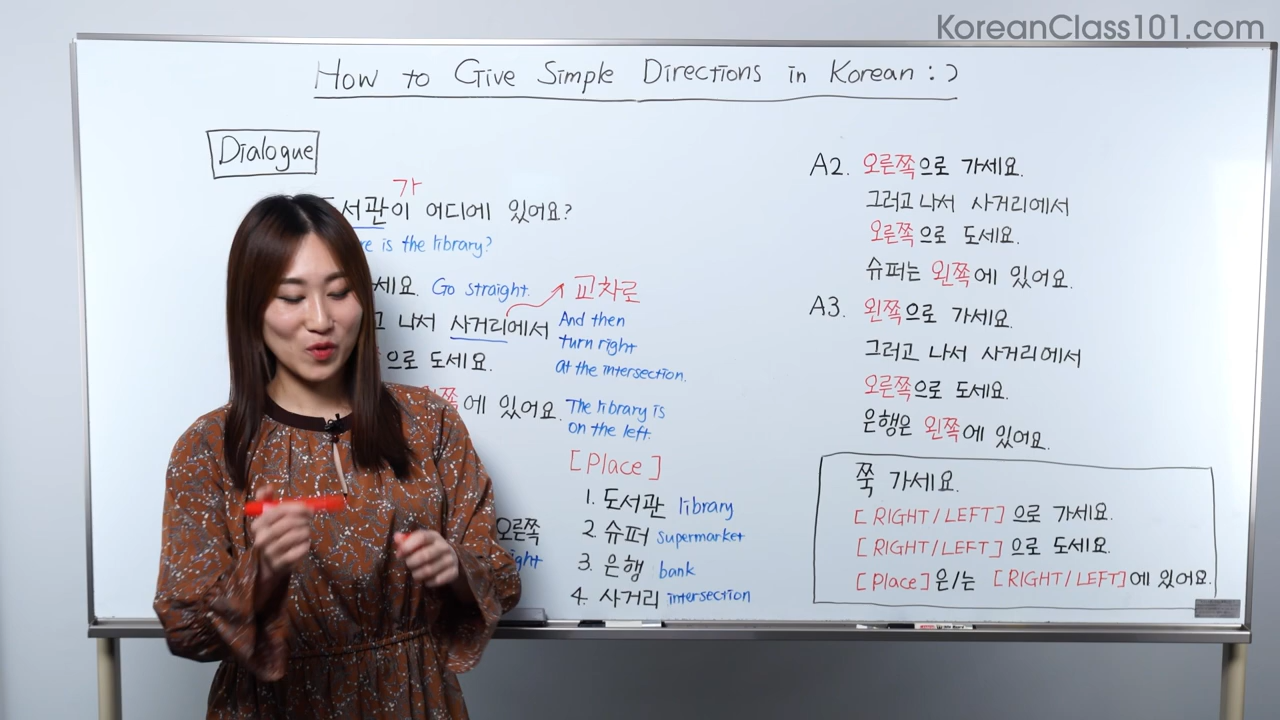 KoreanClass101.com
How to Give Simple Directions in Korean :)
Dialogue
가
서관이 어디에 있어요?
re is the library?
세요. Go straight.
교차로
고 나서 사거리에서
And then
turn right
at the intersection.
으로 도세요.
왼쪽에 있어요.
The library is
on the left.
[Place]
1. 도서관 library
2. 슈퍼 supermarket
3. 은행 bank
4. 사거리 intersection
오른쪽
ight
A2. 오른쪽으로 가세요.
그러고 나서 사거리에서
오른쪽으로 도세요.
슈퍼는 왼쪽에 있어요.
A3. 왼쪽으로 가세요.
그러고 나서 사거리에서
오른쪽으로 도세요.
은행은 왼쪽에 있어요.
쭉 가세요.
[RIGHT/LEFT]으로 가세요.
[RIGHT/LEFT]으로 도세요.
[Place]은/는 [RIGHT/LEFT]에 있어요.